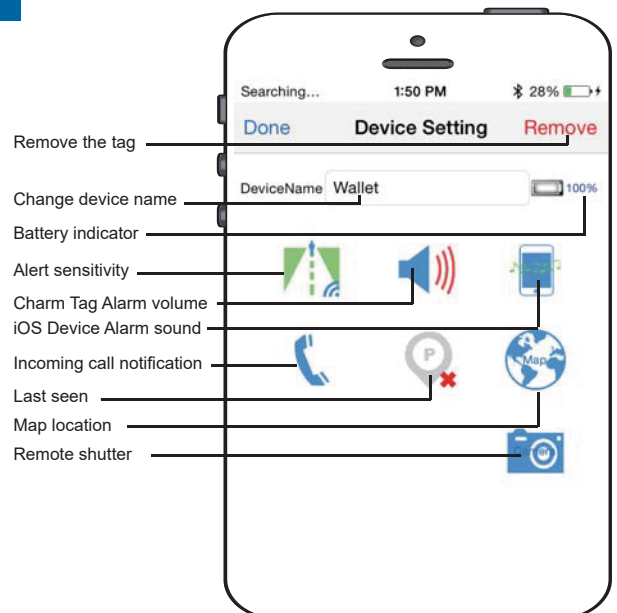 Searching... 1:50 PM 28%
Done Device Setting Remove
Remove the tag
DeviceName Wallet 100%
Change device name
Battery indicator
Alert sensitivity
Charm Tag Alarm volume
iOS Device Alarm sound
Incoming call notification
P
Map
Last seen
Map location
Remote shutter